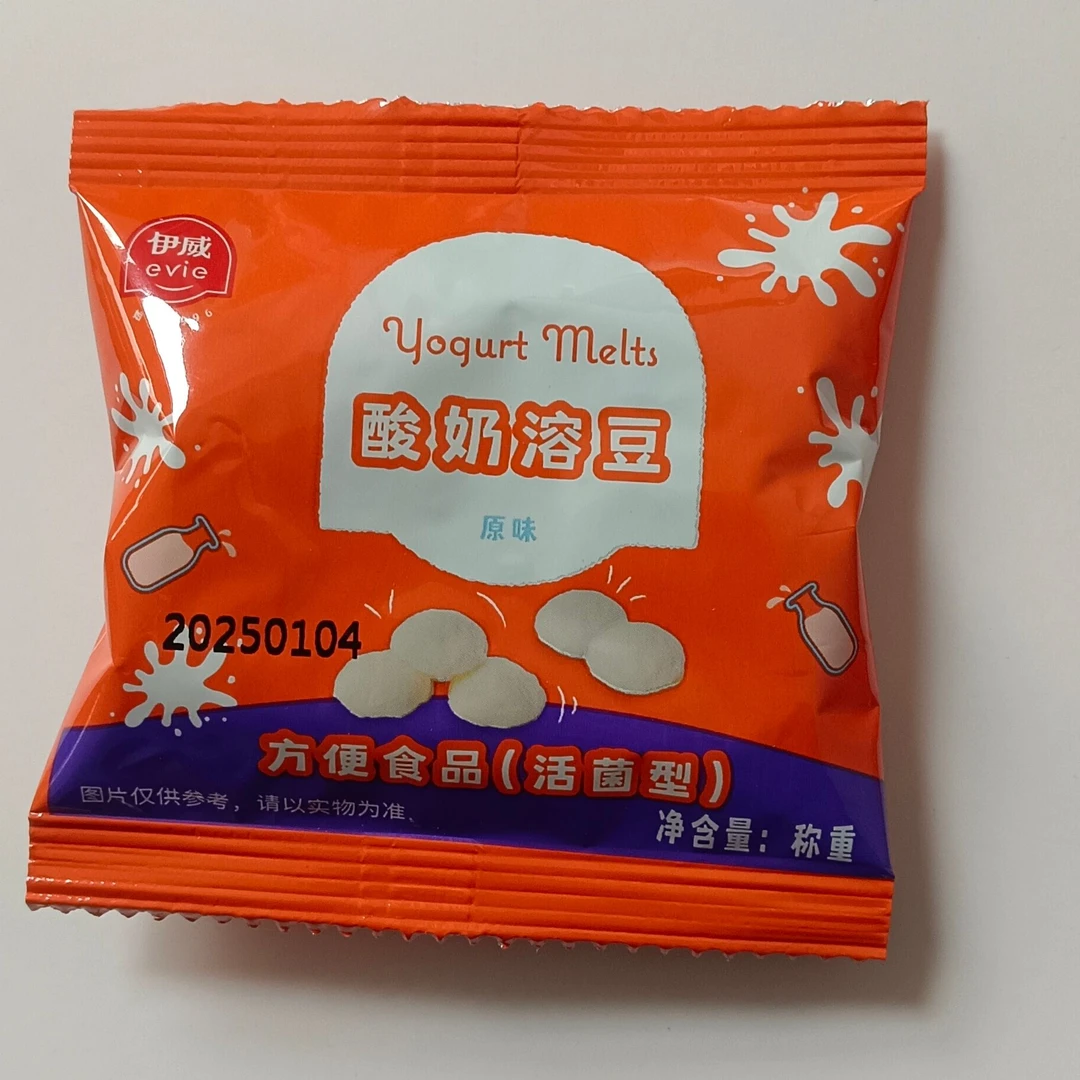 伊威
evie
Yogurt Melts
酸奶溶豆
原味
20250104
方便食品(活菌型)
图片仅供参考，请以实物为准。
净含量：称重